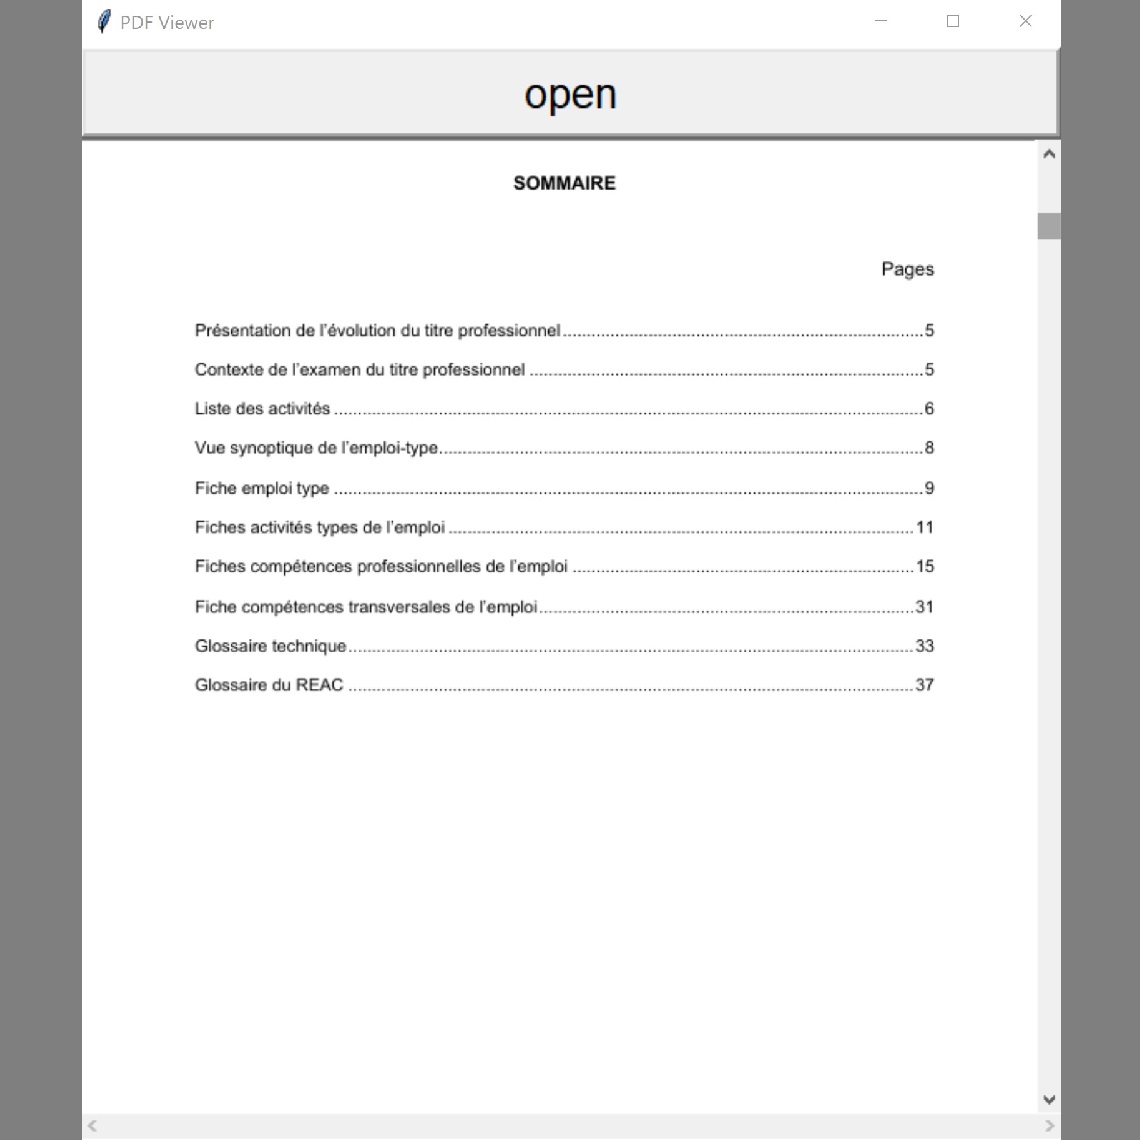 PDF Viewer
open
SOMMAIRE
Pages
Présentation de l'évolution du titre professionnel....................5
Contexte de l'examen du titre professionnel ....................5
Liste des activités ....................6
Vue synoptique de l'emploi-type....................8
Fiche emploi type ....................9
Fiches activités types de l'emploi ....................11
Fiches compétences professionnelles de l'emploi ....................15
Fiche compétences transversales de l'emploi....................31
Glossaire technique....................33
Glossaire du REAC ....................37